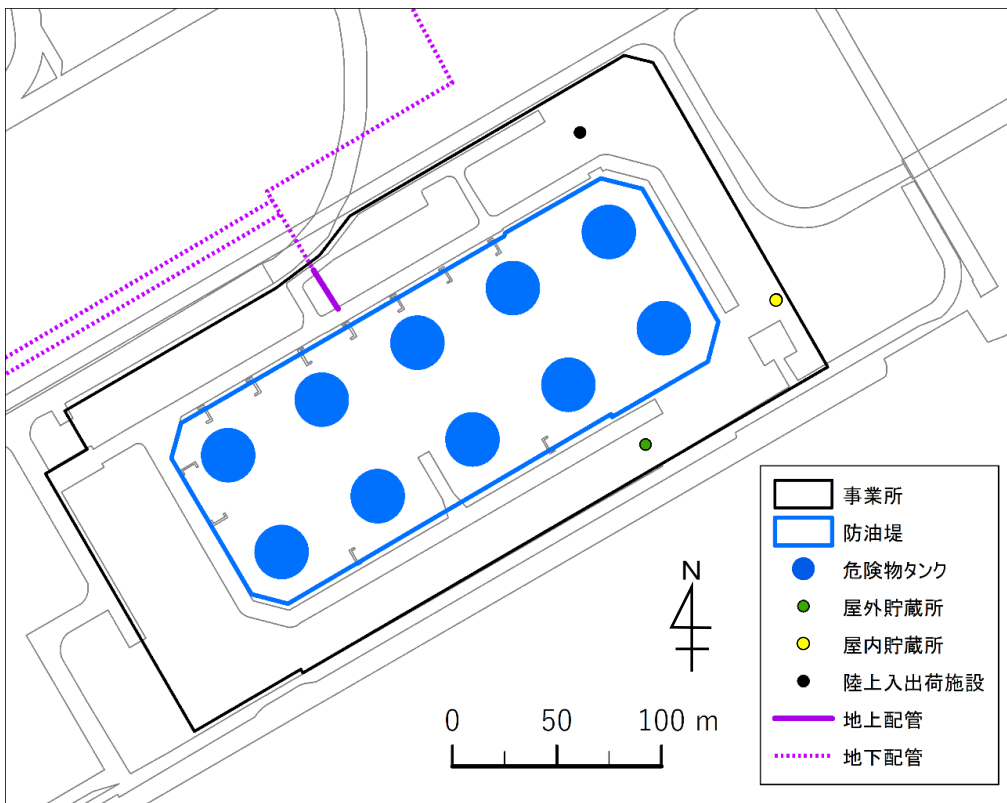 事業所
防油堤
危険物タンク
屋外貯蔵所
屋内貯蔵所
陸上入出荷施設
地上配管
地下配管
N
0 50 100 m